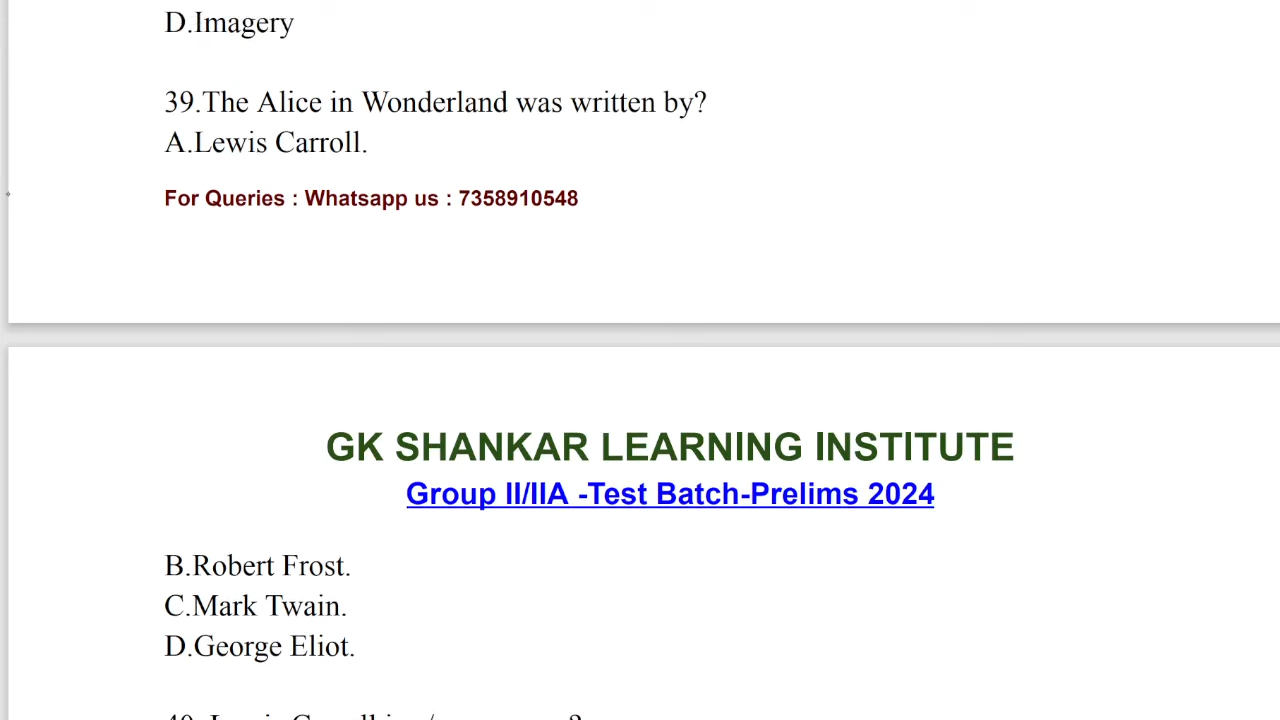 D.Imagery
39.The Alice in Wonderland was written by?
A.Lewis Carroll.
For Queries : Whatsapp us : 7358910548
GK SHANKAR LEARNING INSTITUTE
Group II/IIA -Test Batch-Prelims 2024
B.Robert Frost.
C.Mark Twain.
D.George Eliot.